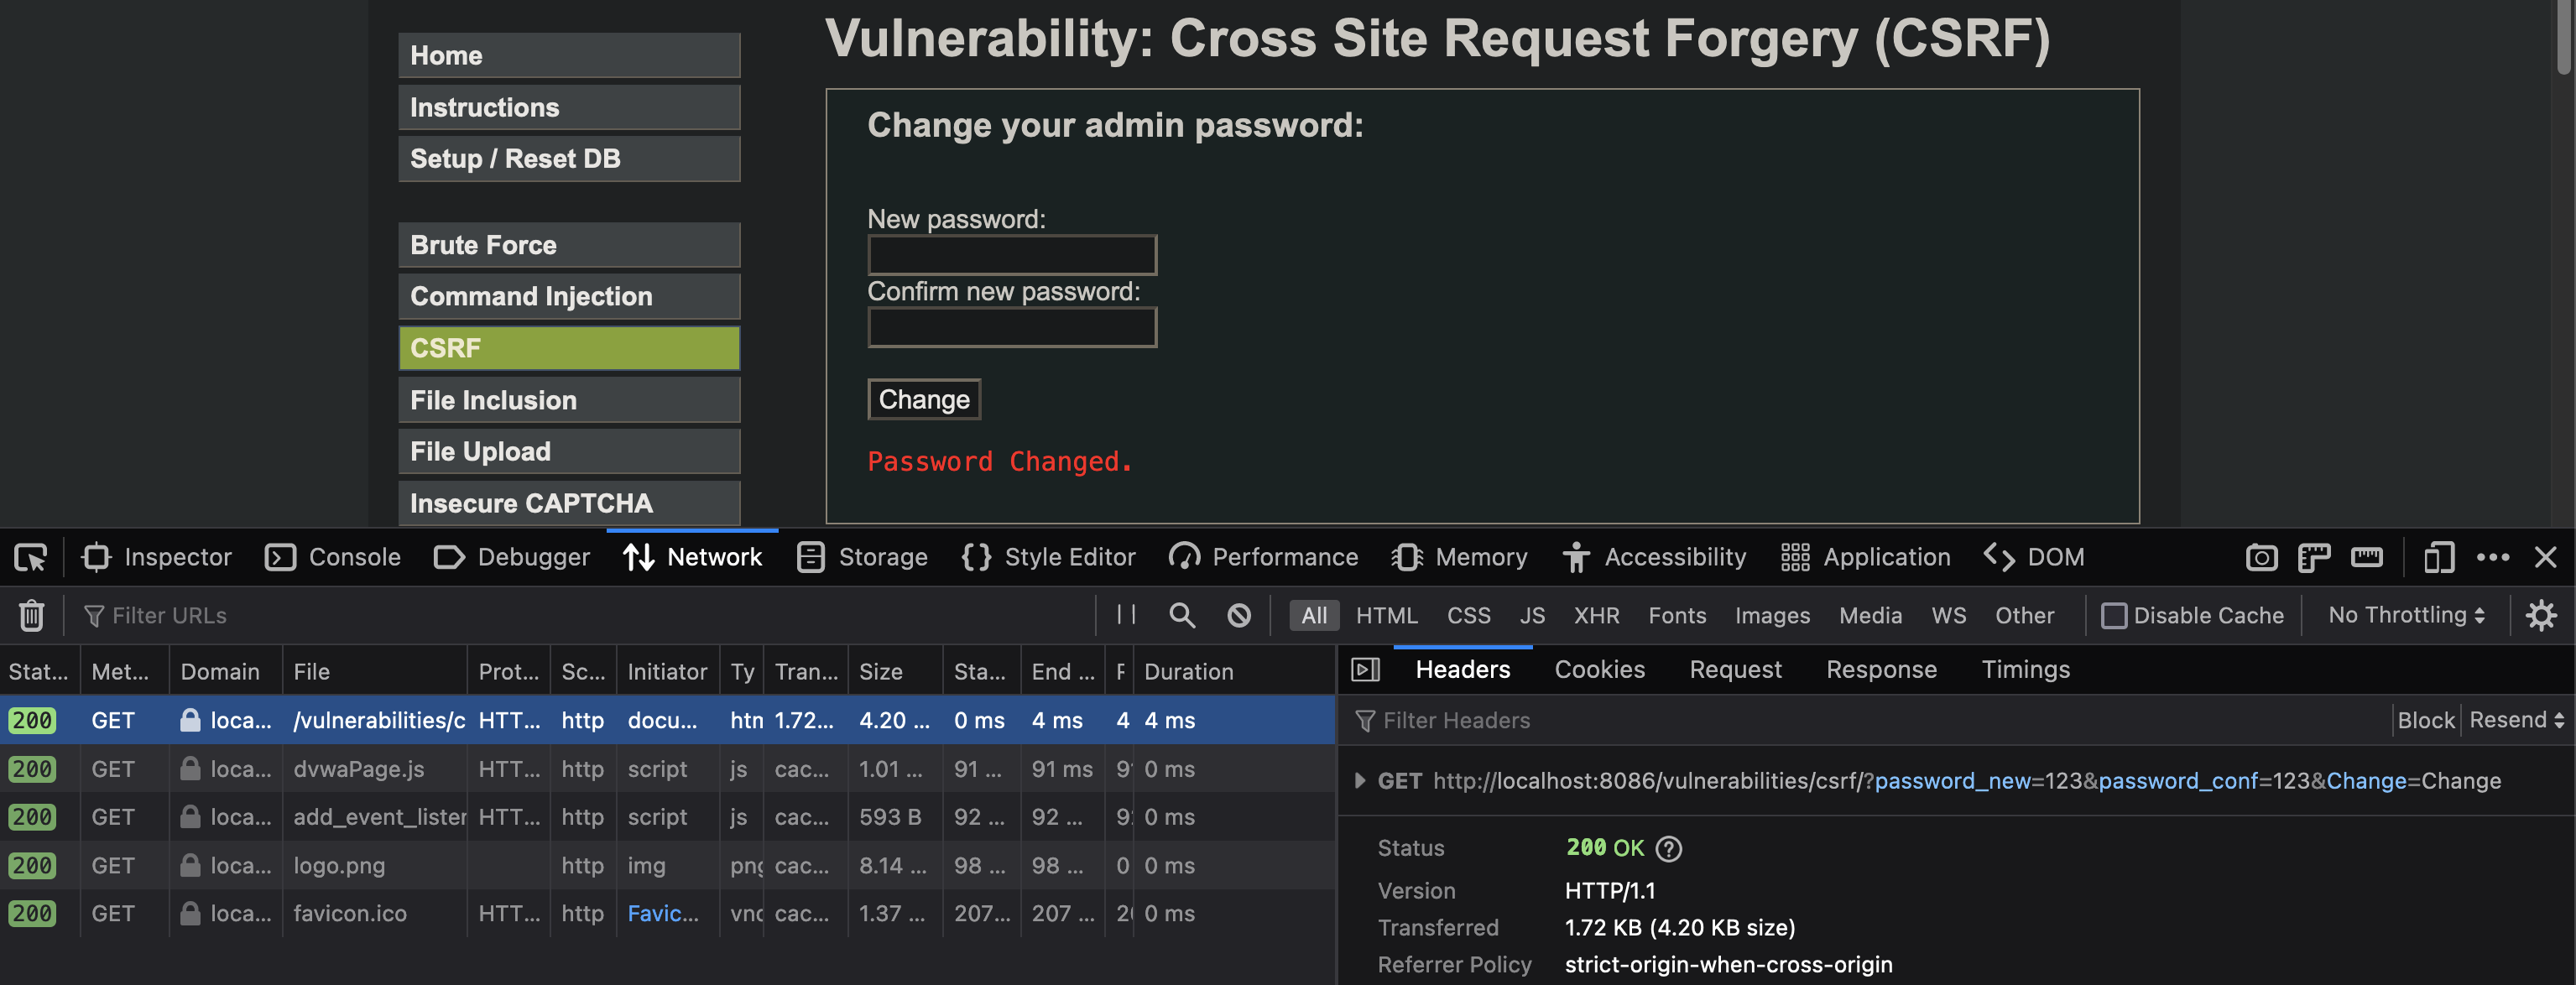 Vulnerability: Cross Site Request Forgery (CSRF)
Home
Instructions
Setup / Reset DB
Brute Force
Command Injection
CSRF
File Inclusion
File Upload
Insecure CAPTCHA
Change your admin password:
New password:
Confirm new password:
Change
Password Changed.
Inspector Console Debugger Network Storage Style Editor Performance Memory Accessibility Application DOM
Filter URLs All HTML CSS JS XHR Fonts Images Media WS Other Disable Cache No Throttling
Stat... Met... Domain File Prot... Sc... Initiator Ty Tran... Size Sta... End ... F Duration
200 GET loca... /vulnerabilities/c HTT... http docu... htn 1.72... 4.20 ... 0 ms 4 ms 4 4 ms
200 GET loca... dvwaPage.js HTT... http script js cac... 1.01 ... 91 ... 91 ms 9 0 ms
200 GET loca... add_event_lister HTT... http script js cac... 593 B 92 ... 92 ... 9 0 ms
200 GET loca... logo.png http img png cac... 8.14 ... 98 ... 98 ... 0 0 ms
200 GET loca... favicon.ico HTT... http Favic... vnd cac... 1.37 ... 207... 207 ... 2 0 ms
Headers Cookies Request Response Timings
Filter Headers Block Resend
GET http://localhost:8086/vulnerabilities/csrf/?password_new=123&password_conf=123&Change=Change
Status 200 OK ?
Version HTTP/1.1
Transferred 1.72 KB (4.20 KB size)
Referrer Policy strict-origin-when-cross-origin